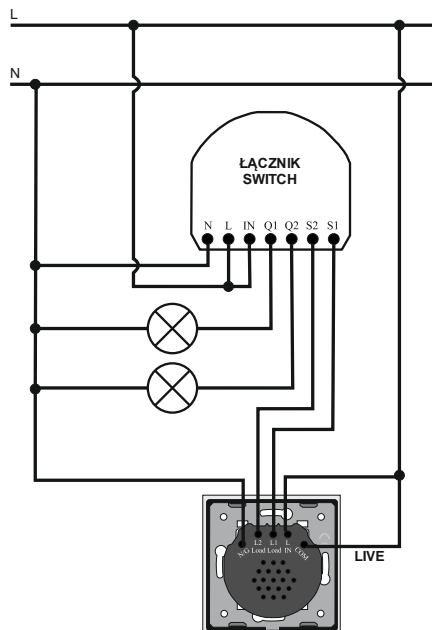 L
N
ŁĄCZNIK
SWITCH
N L IN Q1 Q2 S2 S1
L2 L1 L
N/G Load Load IN COM
LIVE